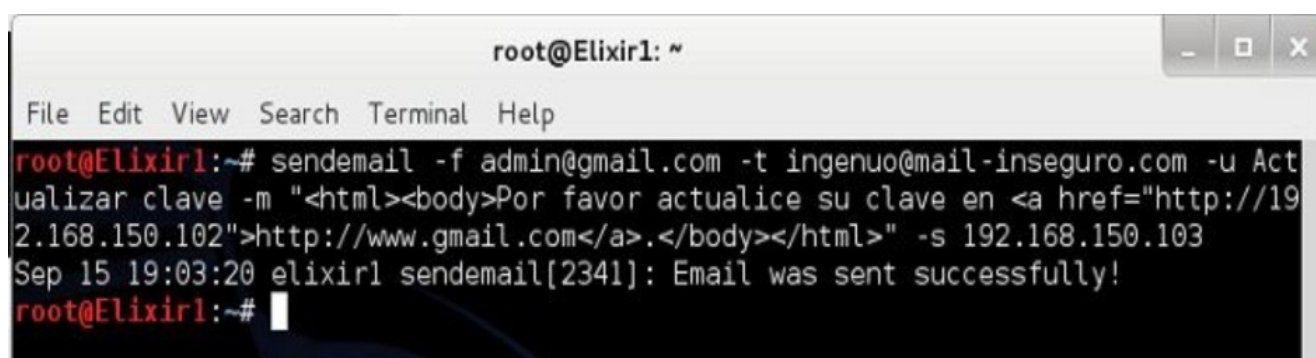 root@Elixir1: ~
File Edit View Search Terminal Help
root@Elixir1:~# sendemail -f admin@gmail.com -t ingenuo@mail-inseguro.com -u Act
ualizar clave -m "<html><body>Por favor actualice su clave en <a href="http://19
2.168.150.102">http://www.gmail.com</a>.</body></html>" -s 192.168.150.103
Sep 15 19:03:20 elixir1 sendemail[2341]: Email was sent successfully!
root@Elixir1:~#